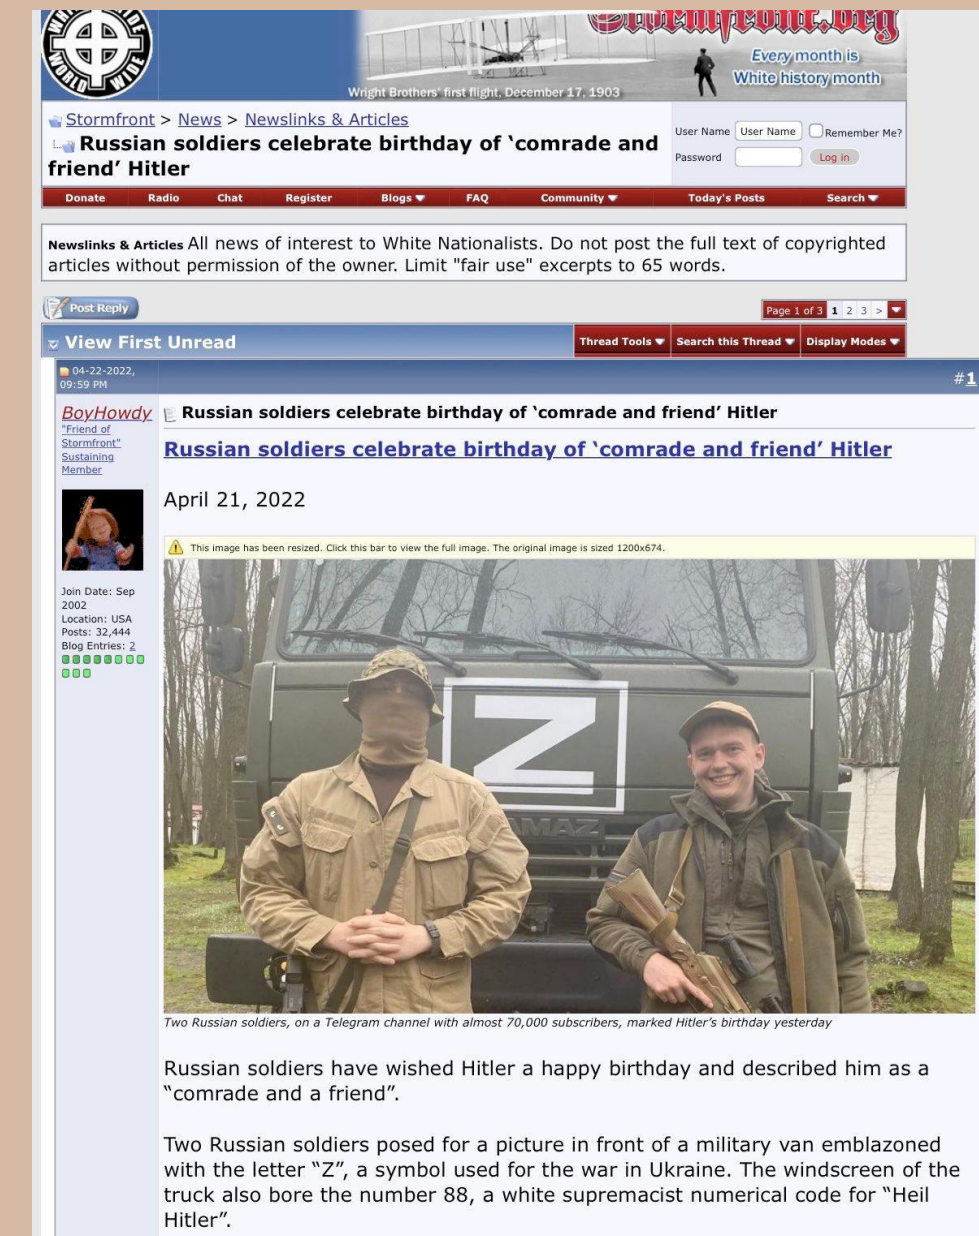 WHITE
WORLD WIDE
Stormfront.org
Every month is
White history month
Wright Brothers' first flight, December 17, 1903
Stormfront > News > Newslinks & Articles
Russian soldiers celebrate birthday of ‘comrade and
friend’ Hitler
User Name User Name Remember Me?
Password Log in
Donate Radio Chat Register Blogs FAQ Community Today's Posts Search
Newslinks & Articles All news of interest to White Nationalists. Do not post the full text of copyrighted
articles without permission of the owner. Limit "fair use" excerpts to 65 words.
Post Reply
Page 1 of 3 1 2 3 >
View First Unread
Thread Tools Search this Thread Display Modes
04-22-2022,
09:59 PM
#1
BoyHowdy
"Friend of
Stormfront"
Sustaining
Member
Join Date: Sep
2002
Location: USA
Posts: 32,444
Blog Entries: 2
Russian soldiers celebrate birthday of ‘comrade and friend’ Hitler
Russian soldiers celebrate birthday of ‘comrade and friend’ Hitler
April 21, 2022
This image has been resized. Click this bar to view the full image. The original image is sized 1200x674.
Z
AMAZ
Two Russian soldiers, on a Telegram channel with almost 70,000 subscribers, marked Hitler’s birthday yesterday
Russian soldiers have wished Hitler a happy birthday and described him as a
“comrade and a friend”.
Two Russian soldiers posed for a picture in front of a military van emblazoned
with the letter “Z”, a symbol used for the war in Ukraine. The windscreen of the
truck also bore the number 88, a white supremacist numerical code for “Heil
Hitler”.